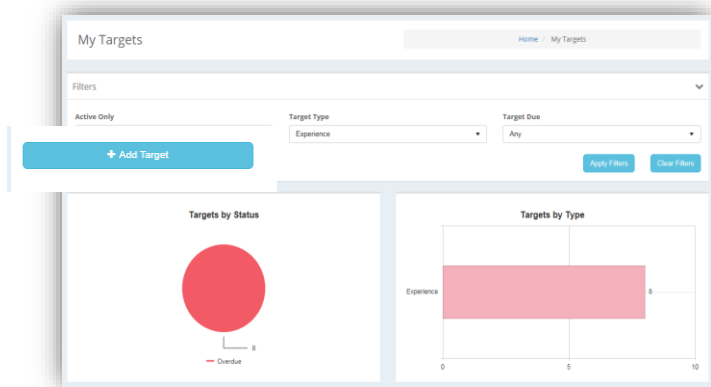 My Targets
Home / My Targets
Filters
Active Only
Target Type
Target Due
Experience
Any
+ Add Target
Apply Filters
Clear Filters
Targets by Status
Targets by Type
Experience
8
8
Overdue
0
5
10